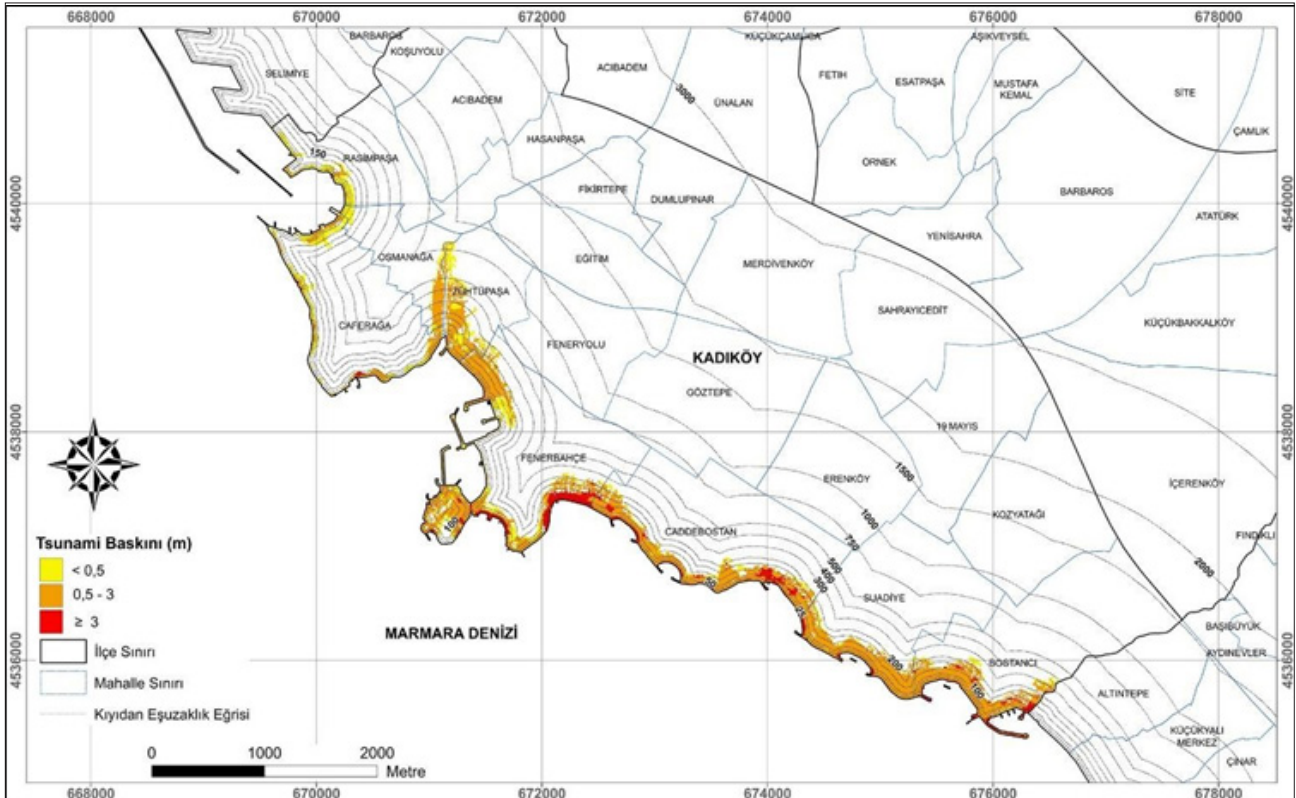 668000 670000 672000 674000 676000 678000
BARBAROS
KOŞUYOLU
KÜÇÜKÇAMLICA
AŞIKVEYSEL
SELİMİYE
ACIBADEM
FETİH
ESATPAŞA
MUSTAFA
KEMAL
SİTE
3000
ÜNALAN
ACIBADEM
ÇAMLIK
HASANPAŞA
150
RASİMPAŞA
ÖRNEK
FİKİRTEPE
DUMLUPINAR
BARBAROS
4540000
4540000
ATATÜRK
YENİSAHRA
OSMANAĞA
EĞİTİM
MERDİVENKÖY
ZÜHTÜPAŞA
SAHRAYICEDİT
CAFERAĞA
KÜÇÜKBAKKALKÖY
FENERYOLU
KADIKÖY
GÖZTEPE
4538000
19 MAYIS
4538000
FENERBAHÇE
1500
ERENKÖY
İÇERENKÖY
100
KOZYATAĞI
1000
CADDEBOSTAN
FINDIKLI
750
500
400
300
2000
50
SUADİYE
25
BAŞIBÜYÜK
AYDINEVLER
200
BOSTANCI
100
ALTINTEPE
4536000
KÜÇÜKYALI
MERKEZ
ÇINAR
MARMARA DENİZİ
Tsunami Baskını (m)
< 0,5
0,5 - 3
≥ 3
İlçe Sınırı
4536000
Mahalle Sınırı
Kıyıdan Eşuzaklık Eğrisi
0 1000 2000
Metre
668000 670000 672000 674000 676000 678000